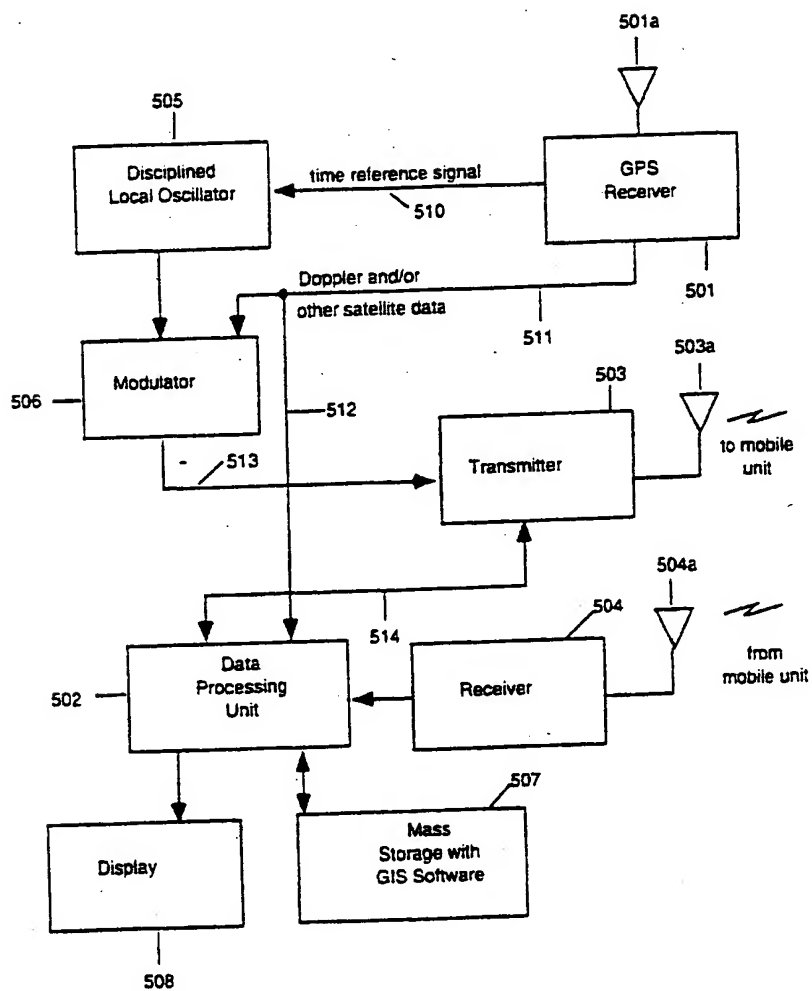 501a
505
Disciplined
Local Oscillator
time reference signal
510
GPS
Receiver
501
Doppler and/or
other satellite data
511
Modulator
506
512
503
503a
to mobile
unit
513
Transmitter
504a
514
504
from
mobile unit
Data
Processing
Unit
502
Receiver
507
Display
Mass
Storage with
GIS Software
508